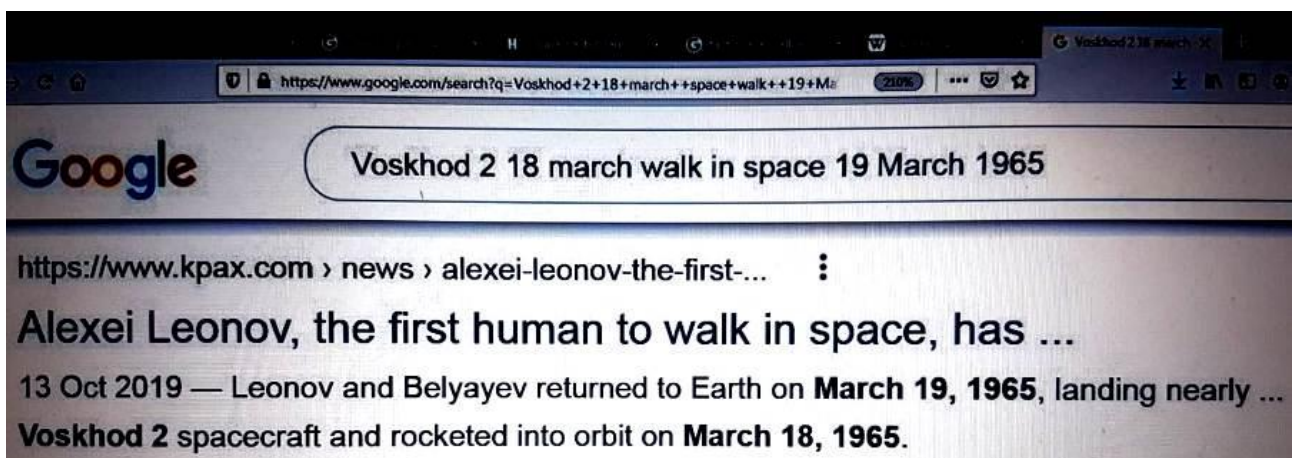 G Voskhod 2 18 march
https://www.google.com/search?q=Voskhod+2+18+march++space+walk++19+Ma 210%
Google Voskhod 2 18 march walk in space 19 March 1965
https://www.kpax.com › news › alexei-leonov-the-first-...
Alexei Leonov, the first human to walk in space, has ...
13 Oct 2019 — Leonov and Belyayev returned to Earth on March 19, 1965, landing nearly ...
Voskhod 2 spacecraft and rocketed into orbit on March 18, 1965.